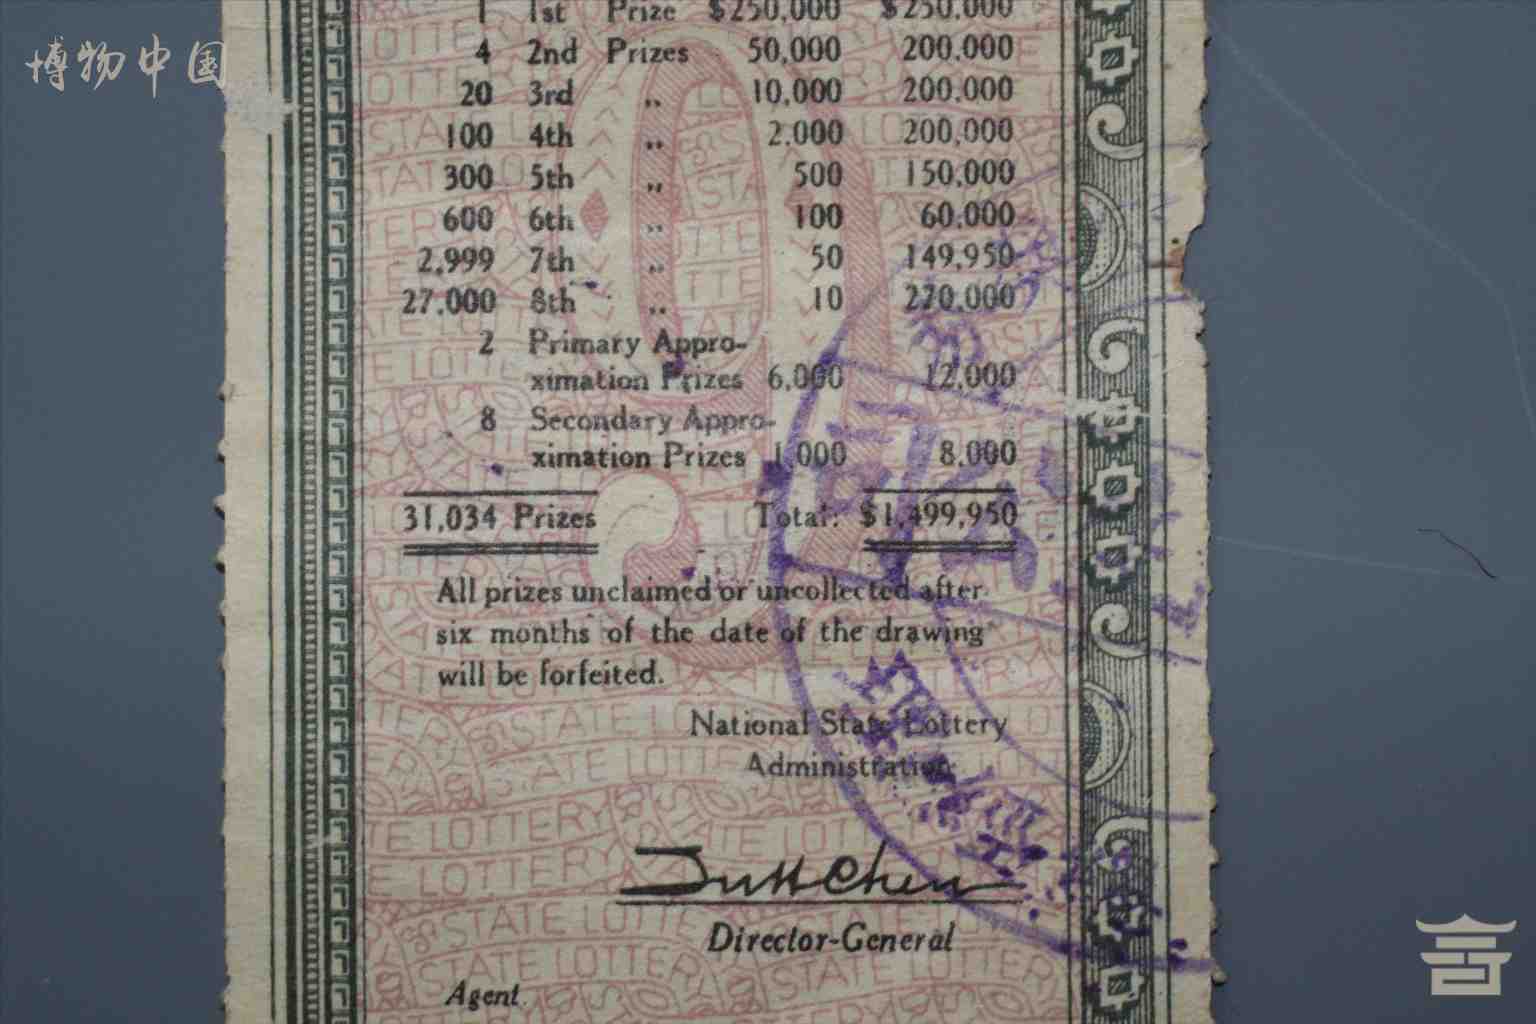 博物中国
1 1st Prize $250,000 $250,000
4 2nd Prizes 50,000 200,000
20 3rd ,, 10,000 200,000
100 4th ,, 2,000 200,000
300 5th ,, 500 150,000
600 6th ,, 100 60,000
2,999 7th ,, 50 149,950
27,000 8th ,, 10 270,000
2 Primary Appro-
ximation Prizes 6,000 12,000
8 Secondary Appro-
ximation Prizes 1,000 8,000
31,034 Prizes Total: $1,499,950
All prizes unclaimed or uncollected after
six months of the date of the drawing
will be forfeited.
National State Lottery
Administration
Director-General
Agent